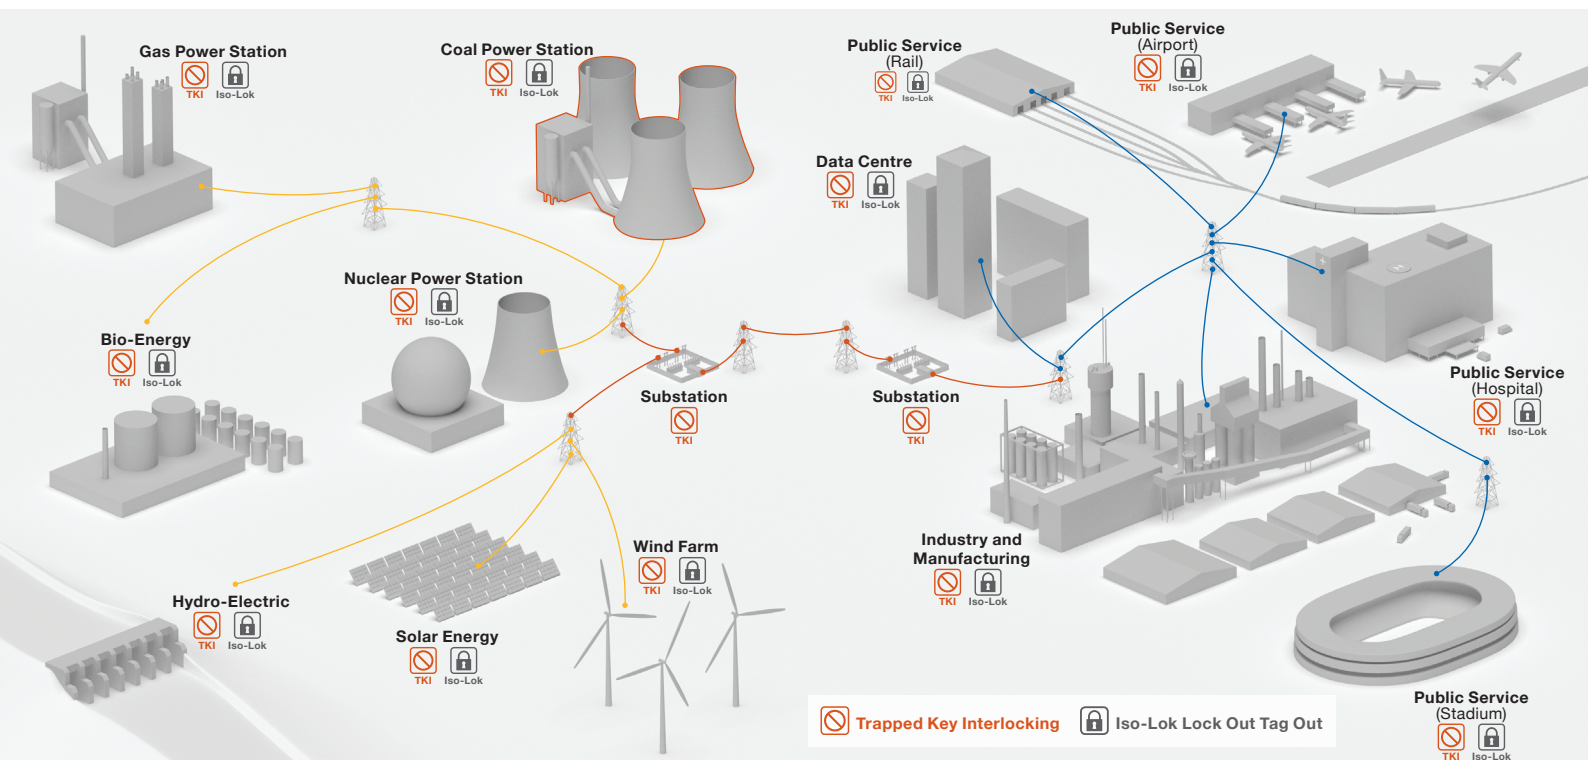 Gas Power Station
TKI Iso-Lok
Coal Power Station
TKI Iso-Lok
Public Service
(Rail)
TKI Iso-Lok
Public Service
(Airport)
TKI Iso-Lok
Data Centre
TKI Iso-Lok
Nuclear Power Station
TKI Iso-Lok
Bio-Energy
TKI Iso-Lok
Substation
TKI
Substation
TKI
Public Service
(Hospital)
TKI Iso-Lok
H
Industry and
Manufacturing
TKI Iso-Lok
Wind Farm
TKI Iso-Lok
Hydro-Electric
TKI Iso-Lok
Solar Energy
TKI Iso-Lok
Public Service
(Stadium)
TKI Iso-Lok
Trapped Key Interlocking Iso-Lok Lock Out Tag Out